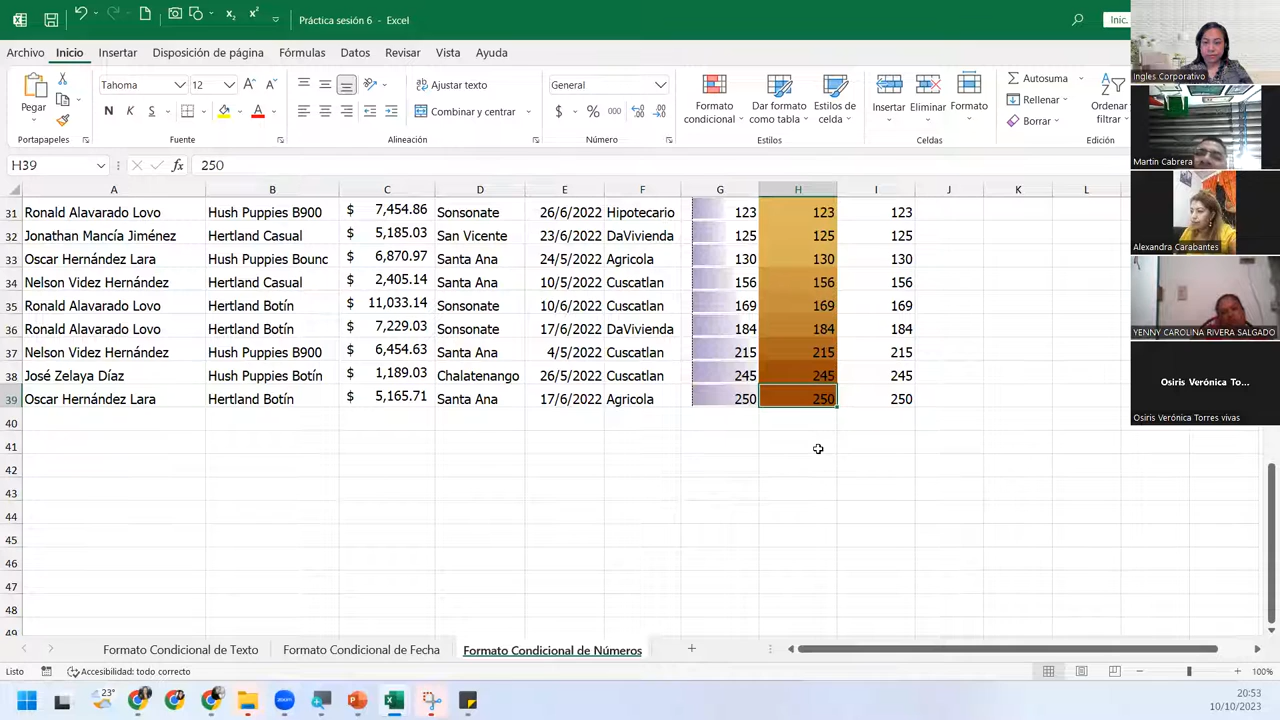 Práctica sesión 6 - Excel
Inic.
Archivo Inicio Insertar Disposición de página Fórmulas Datos Revisar Vista
Pegar
Tahoma 12
N K S
General
Formato condicional
Dar formato como tabla
Estilos de celda
Insertar Eliminar Formato
Autosuma
Rellenar
Borrar
Ordenar filtrar
Portapapeles Fuente Alineación Número Estilos Celdas Edición
H39 fx 250
A B C D E F G H I J K L
31 Ronald Alavarado Lovo Hush Puppies B900 $ 7,454.86 Sonsonate 26/6/2022 Hipotecario 123 123 123
32 Jonathan Mancía Jiménez Hertland Casual $ 5,185.03 San Vicente 23/6/2022 DaVivienda 125 125 125
33 Oscar Hernández Lara Hush Puppies Bounc $ 6,870.97 Santa Ana 24/4/2022 Agricola 130 130 130
34 Nelson Videz Hernández Hertland Casual $ 2,405.14 Santa Ana 10/5/2022 Cuscatlan 156 156 156
35 Ronald Alavarado Lovo Hertland Botín $ 11,033.14 Sonsonate 10/6/2022 Cuscatlan 169 169 169
36 Ronald Alavarado Lovo Hertland Botín $ 7,229.03 Sonsonate 17/6/2022 DaVivienda 184 184 184
37 Nelson Videz Hernández Hush Puppies B900 $ 6,454.63 Santa Ana 4/5/2022 Cuscatlan 215 215 215
38 José Zelaya Díaz Hush Puppies Botín $ 1,189.03 Chalatenango 26/5/2022 Cuscatlan 245 245 245
39 Oscar Hernández Lara Hertland Botín $ 5,165.71 Santa Ana 17/6/2022 Agricola 250 250 250
41
42
43
44
45
46
47
48
49
Formato Condicional de Texto Formato Condicional de Fecha Formato Condicional de Números
Listo Accesibilidad: todo correcto 100%
23°
20:53
10/10/2023
Ingles Corporativo
Martin Cabrera
Alexandra Carabantes
YENNY CAROLINA RIVERA SALGADO
Osiris Verónica To...
Osiris Verónica Torres vivas